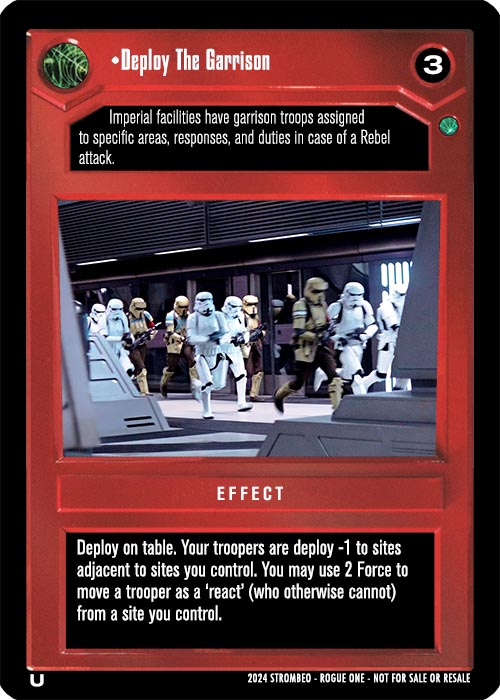 •Deploy The Garrison
3
Imperial facilities have garrison troops assigned
to specific areas, responses, and duties in case of a Rebel
attack.
EFFECT
Deploy on table. Your troopers are deploy -1 to sites
adjacent to sites you control. You may use 2 Force to
move a trooper as a ‘react’ (who otherwise cannot)
from a site you control.
U
2024 STROMBEO - ROGUE ONE - NOT FOR SALE OR RESALE